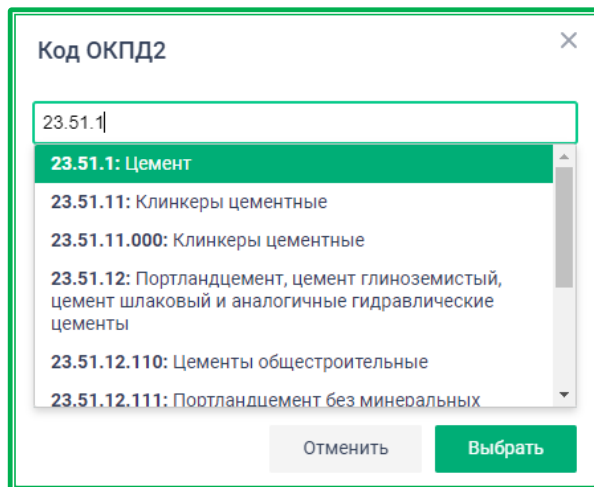 Код ОКПД2
23.51.1
23.51.1: Цемент
23.51.11: Клинкеры цементные
23.51.11.000: Клинкеры цементные
23.51.12: Портландцемент, цемент глиноземистый,
цемент шлаковый и аналогичные гидравлические
цементы
23.51.12.110: Цементы общестроительные
23.51.12.111: Портландцемент без минеральных
Отменить
Выбрать